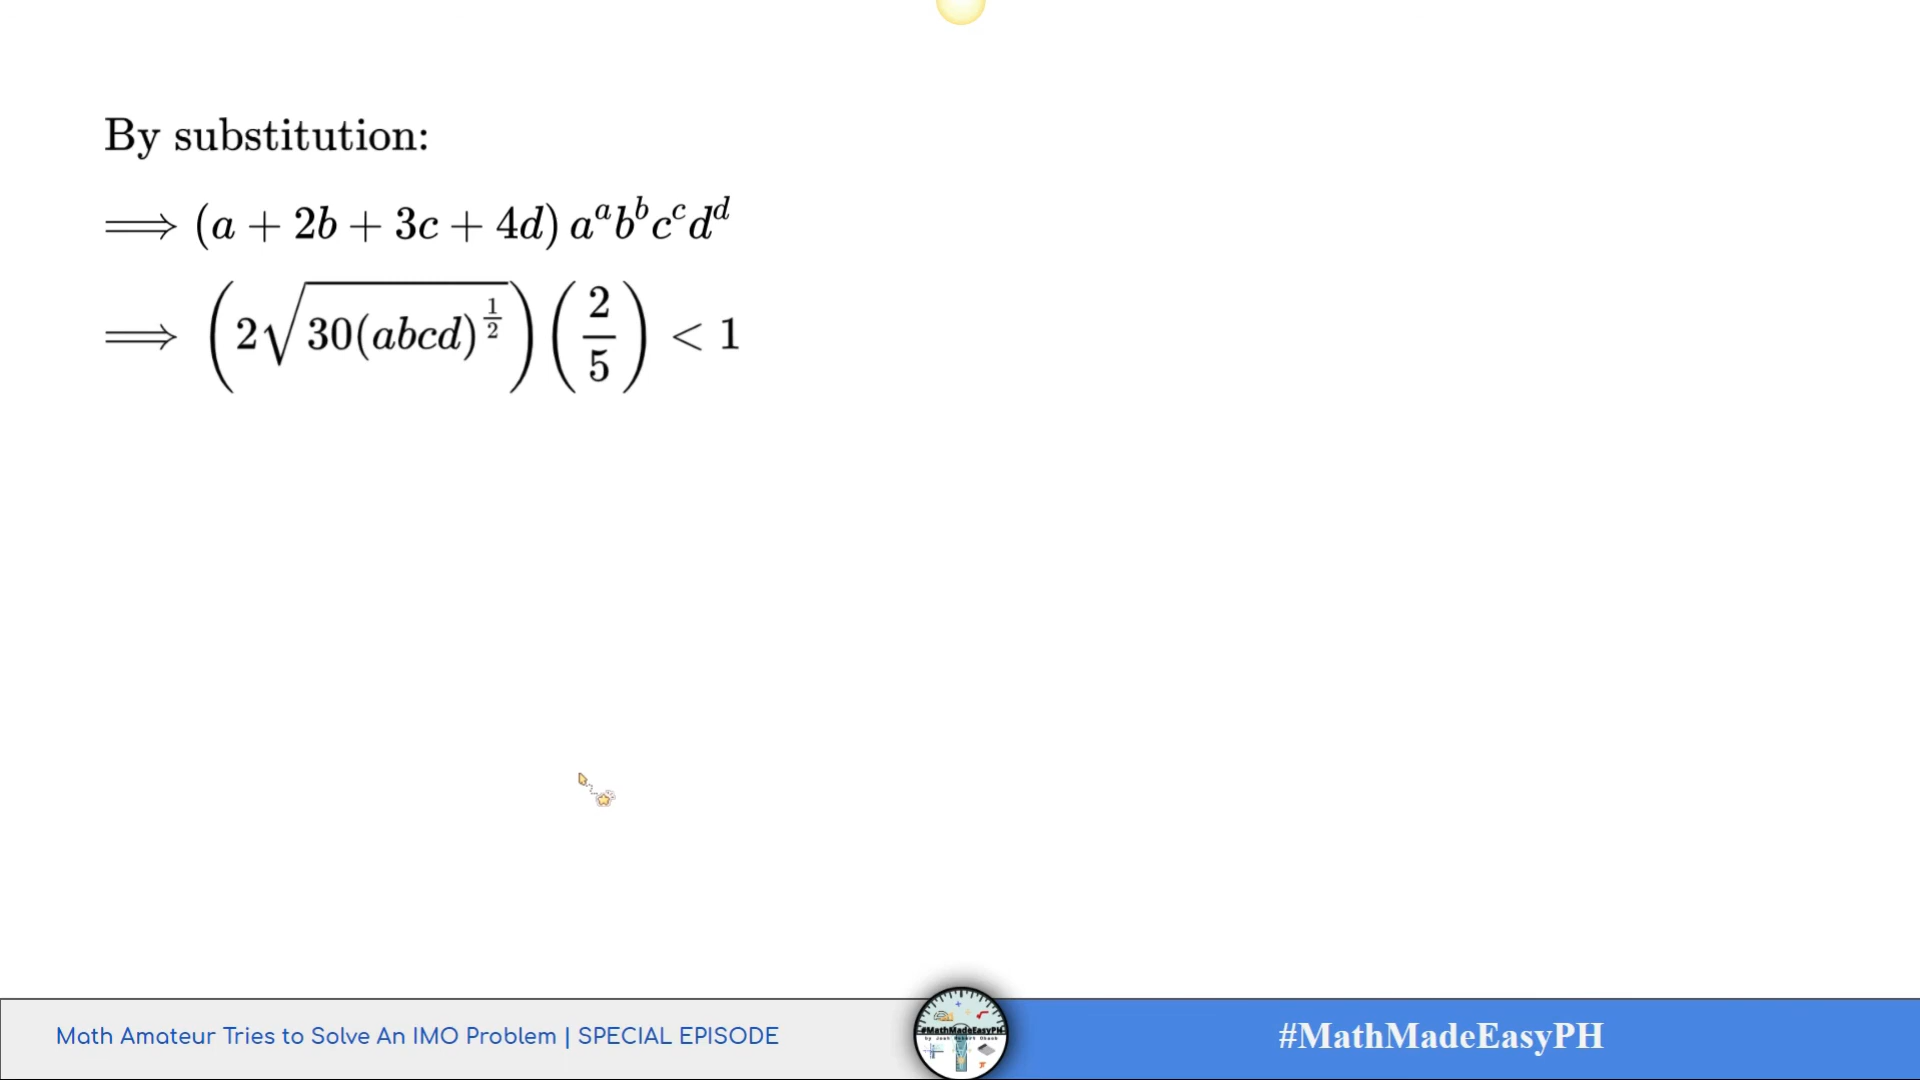 By substitution:
⟹ (a + 2b + 3c + 4d) a^a b^b c^c d^d
⟹ (2√(30(abcd)^(1/2))) (2/5) < 1
Math Amateur Tries to Solve An IMO Problem | SPECIAL EPISODE
#MathMadeEasyPH
#MathMadeEasyPH